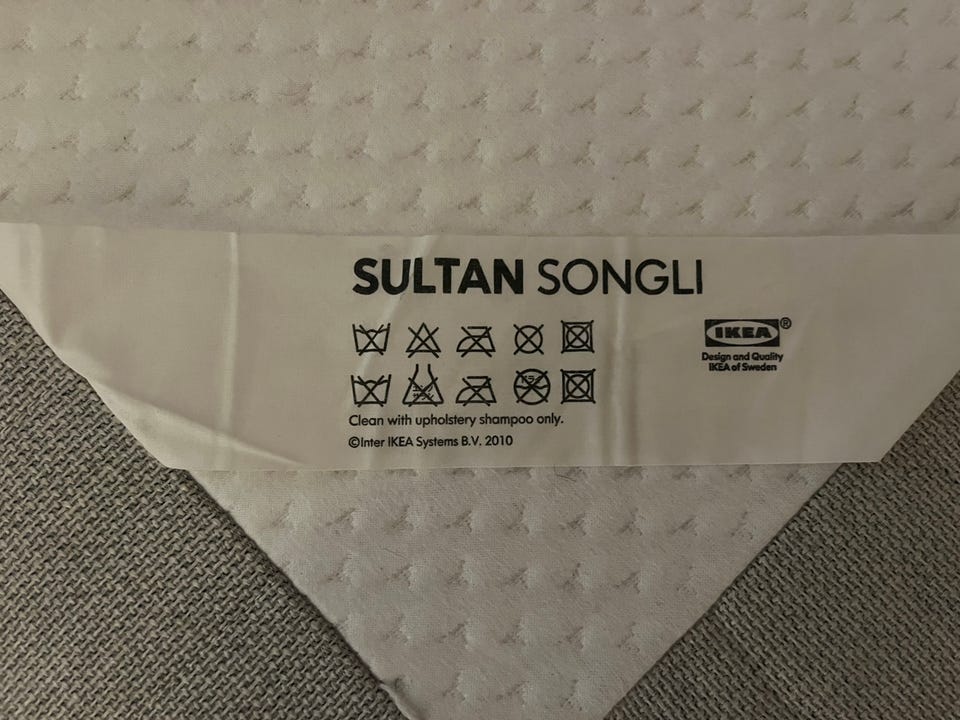 SULTAN SONGLI
IKEA®
Design and Quality
IKEA of Sweden
Clean with upholstery shampoo only.
©Inter IKEA Systems B.V. 2010